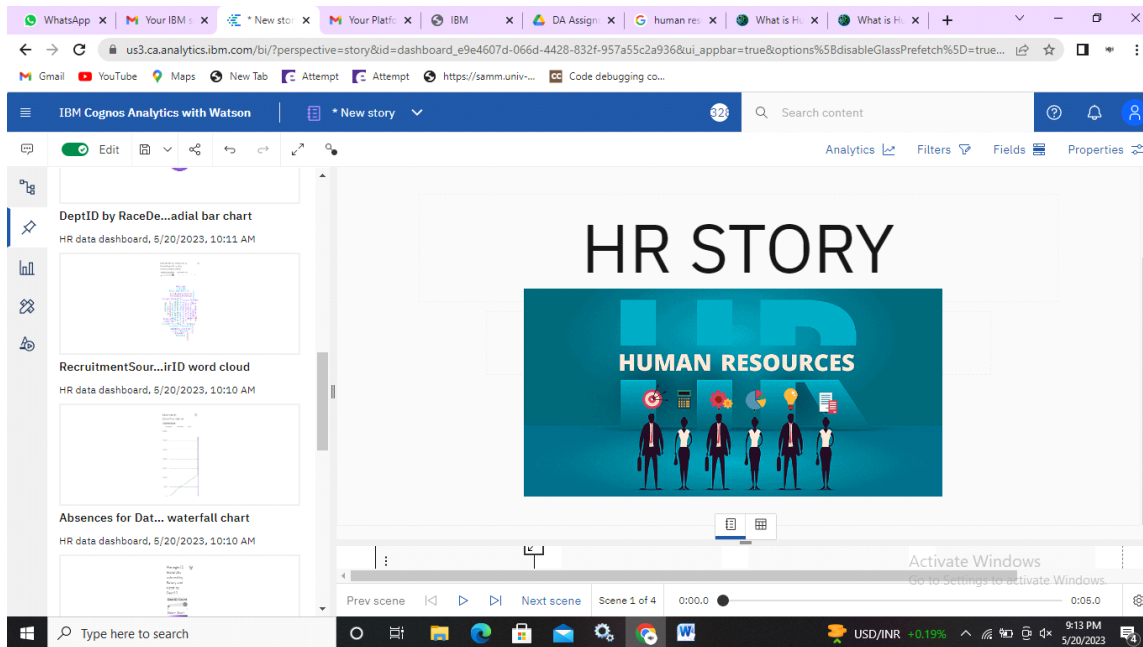 WhatsApp
Your IBM s
* New stor
Your Platfo
IBM
DA Assign
human res
What is Hu
What is Hu
us3.ca.analytics.ibm.com/bi/?perspective=story&id=dashboard_e9e4607d-066d-4428-832f-957a55c2a936&ui_appbar=true&options%5BdisableGlassPrefetch%5D=true...
Gmail
YouTube
Maps
New Tab
Attempt
Attempt
https://samm.univ-...
Code debugging co...
IBM Cognos Analytics with Watson
* New story
328
Search content
Edit
Analytics
Filters
Fields
Properties
DeptID by RaceDe...adial bar chart
HR data dashboard, 5/20/2023, 10:11 AM
RecruitmentSour...irID word cloud
HR data dashboard, 5/20/2023, 10:10 AM
Absences for Dat... waterfall chart
HR data dashboard, 5/20/2023, 10:10 AM
HR STORY
HR
HUMAN RESOURCES
Activate Windows
Go to Settings to activate Windows.
Prev scene
Next scene
Scene 1 of 4
0:00.0
0:05.0
Type here to search
USD/INR +0.19%
9:13 PM
5/20/2023
4